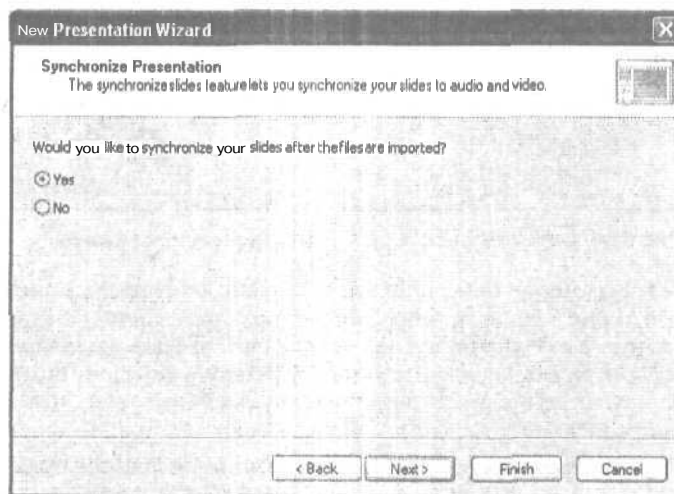 New Presentation Wizard
Synchronize Presentation
The synchronize slides feature lets you synchronize your slides to audio and video.
Would you like to synchronize your slides after the files are imported?
Yes
No
< Back
Next >
Finish
Cancel